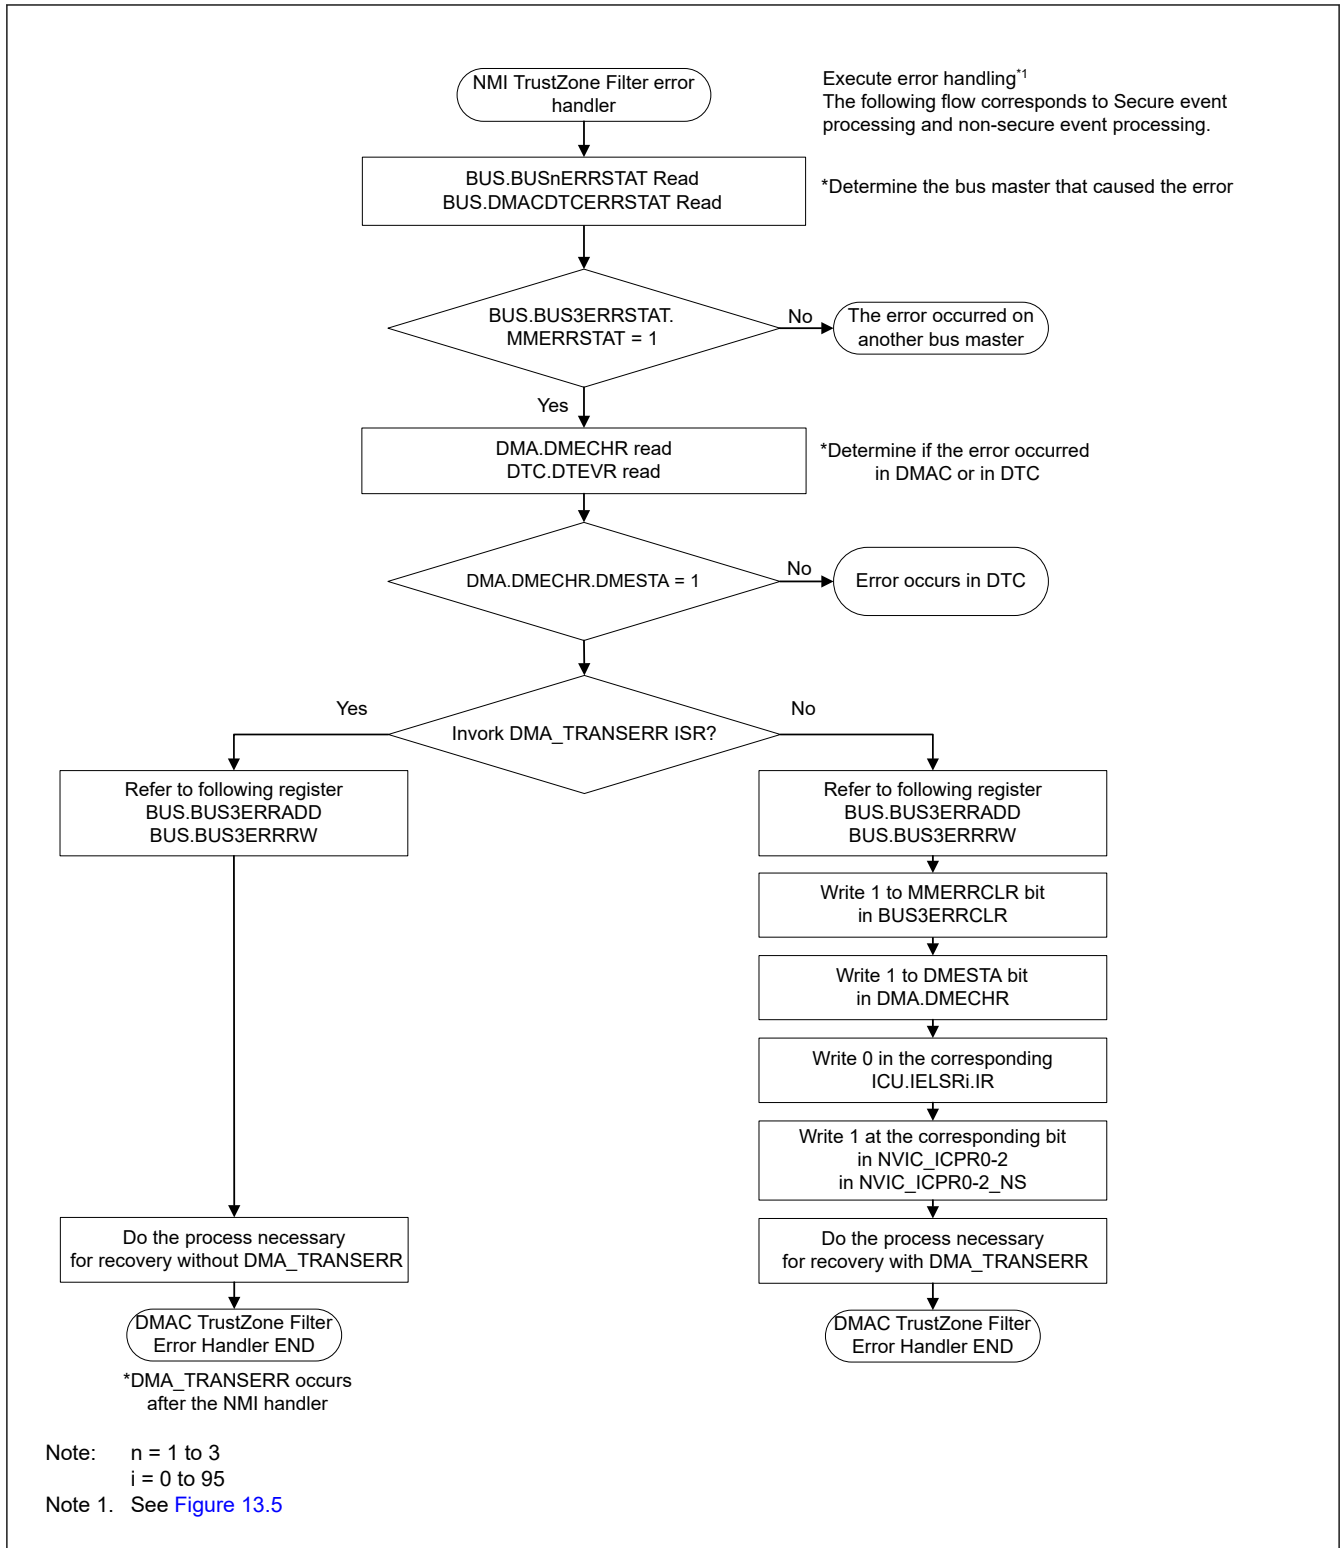 NMI TrustZone Filter error
handler
Execute error handling*1
The following flow corresponds to Secure event
processing and non-secure event processing.
BUS.BUSnERRSTAT Read
BUS.DMACDTCERRSTAT Read
*Determine the bus master that caused the error
BUS.BUS3ERRSTAT.
MMERRSTAT = 1
No
The error occurred on
another bus master
Yes
DMA.DMECHR read
DTC.DTEVR read
*Determine if the error occurred
in DMAC or in DTC
DMA.DMECHR.DMESTA = 1
No
Error occurs in DTC
Invork DMA_TRANSERR ISR?
Yes
No
Refer to following register
BUS.BUS3ERRADD
BUS.BUS3ERRRW
Do the process necessary
for recovery without DMA_TRANSERR
DMAC TrustZone Filter
Error Handler END
*DMA_TRANSERR occurs
after the NMI handler
Refer to following register
BUS.BUS3ERRADD
BUS.BUS3ERRRW
Write 1 to MMERRCLR bit
in BUS3ERRCLR
Write 1 to DMESTA bit
in DMA.DMECHR
Write 0 in the corresponding
ICU.IELSRi.IR
Write 1 at the corresponding bit
in NVIC_ICPR0-2
in NVIC_ICPR0-2_NS
Do the process necessary
for recovery with DMA_TRANSERR
DMAC TrustZone Filter
Error Handler END
Note: n = 1 to 3
i = 0 to 95
Note 1. See Figure 13.5